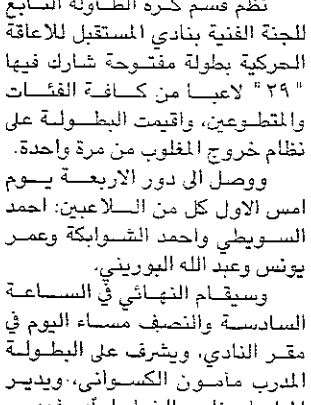 نظم قسم كرة الطاولة التابع
للجنة الفنية بنادي المستقبل للاعاقة
الحركية بطولة مفتوحة شارك فيها
"٢٩" لاعبا من كافة الفئات
والمتطوعين، واقيمت البطولة على
نظام خروج المغلوب من مرة واحدة.
ووصل الى دور الاربعة يوم
امس الاول كل من اللاعبين: احمد
السويطي واحمد الشوابكة وعمر
يونس وعبد الله البوريني.
وسيقام النهائي في الساعة
السادسة والنصف مساء اليوم في
مقر النادي، ويشرف على البطولة
المدرب مامون الكسواني، ويدير